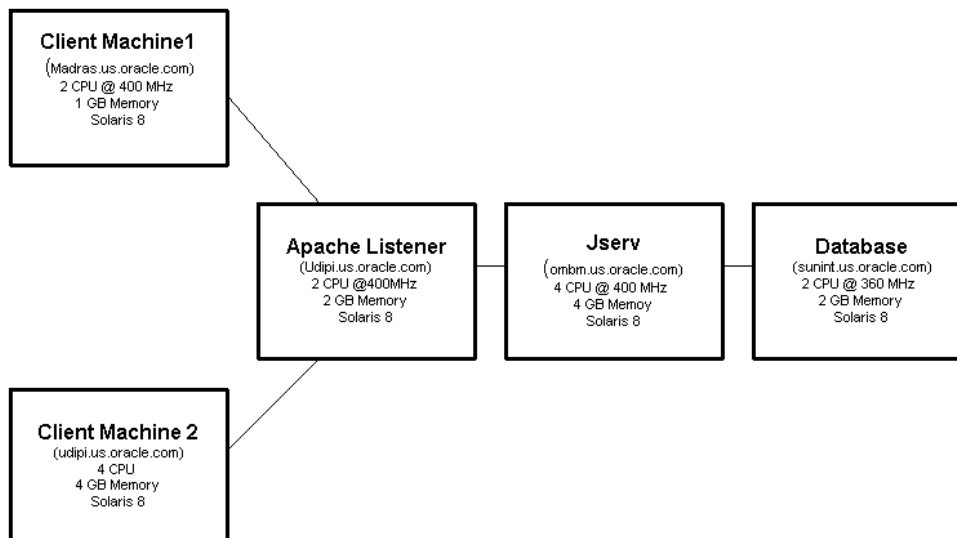 Client Machine1
(Madras.us.oracle.com)
2 CPU @ 400 MHz
1 GB Memory
Solaris 8
Apache Listener
(Udipi.us.oracle.com)
2 CPU @400MHz
2 GB Memory
Solaris 8
Jserv
(ombm.us.oracle.com)
4 CPU @ 400 MHz
4 GB Memoy
Solaris 8
Database
(sunint.us.oracle.com)
2 CPU @ 360 MHz
2 GB Memory
Solaris 8
Client Machine 2
(udipi.us.oracle.com)
4 CPU
4 GB Memory
Solaris 8